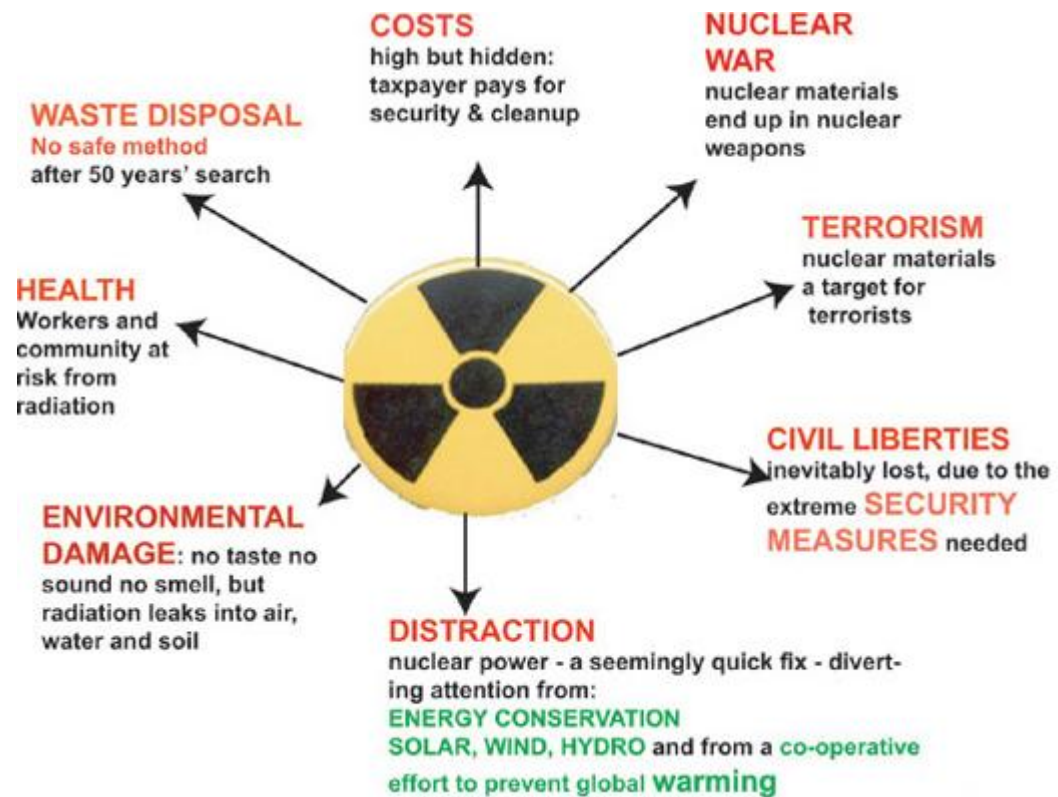 COSTS
high but hidden:
taxpayer pays for
security & cleanup
NUCLEAR
WAR
nuclear materials
end up in nuclear
weapons
WASTE DISPOSAL
No safe method
after 50 years' search
TERRORISM
nuclear materials
a target for
terrorists
HEALTH
Workers and
community at
risk from
radiation
CIVIL LIBERTIES
inevitably lost, due to the
extreme SECURITY
MEASURES needed
ENVIRONMENTAL
DAMAGE: no taste no
sound no smell, but
radiation leaks into air,
water and soil
DISTRACTION
nuclear power - a seemingly quick fix - divert-
ing attention from:
ENERGY CONSERVATION
SOLAR, WIND, HYDRO and from a co-operative
effort to prevent global warming